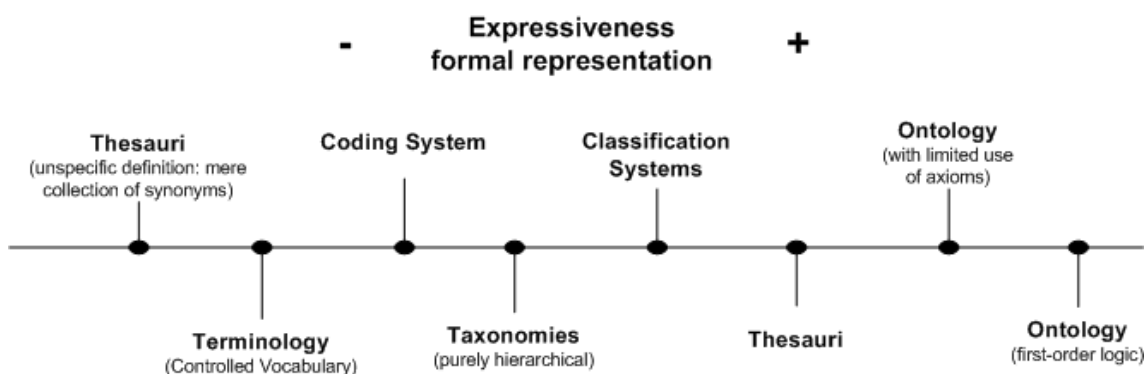 - Expressiveness +
formal representation
Thesauri
(unspecific definition: mere
collection of synonyms)
Coding System
Classification
Systems
Ontology
(with limited use
of axioms)
Terminology
(Controlled Vocabulary)
Taxonomies
(purely hierarchical)
Thesauri
Ontology
(first-order logic)